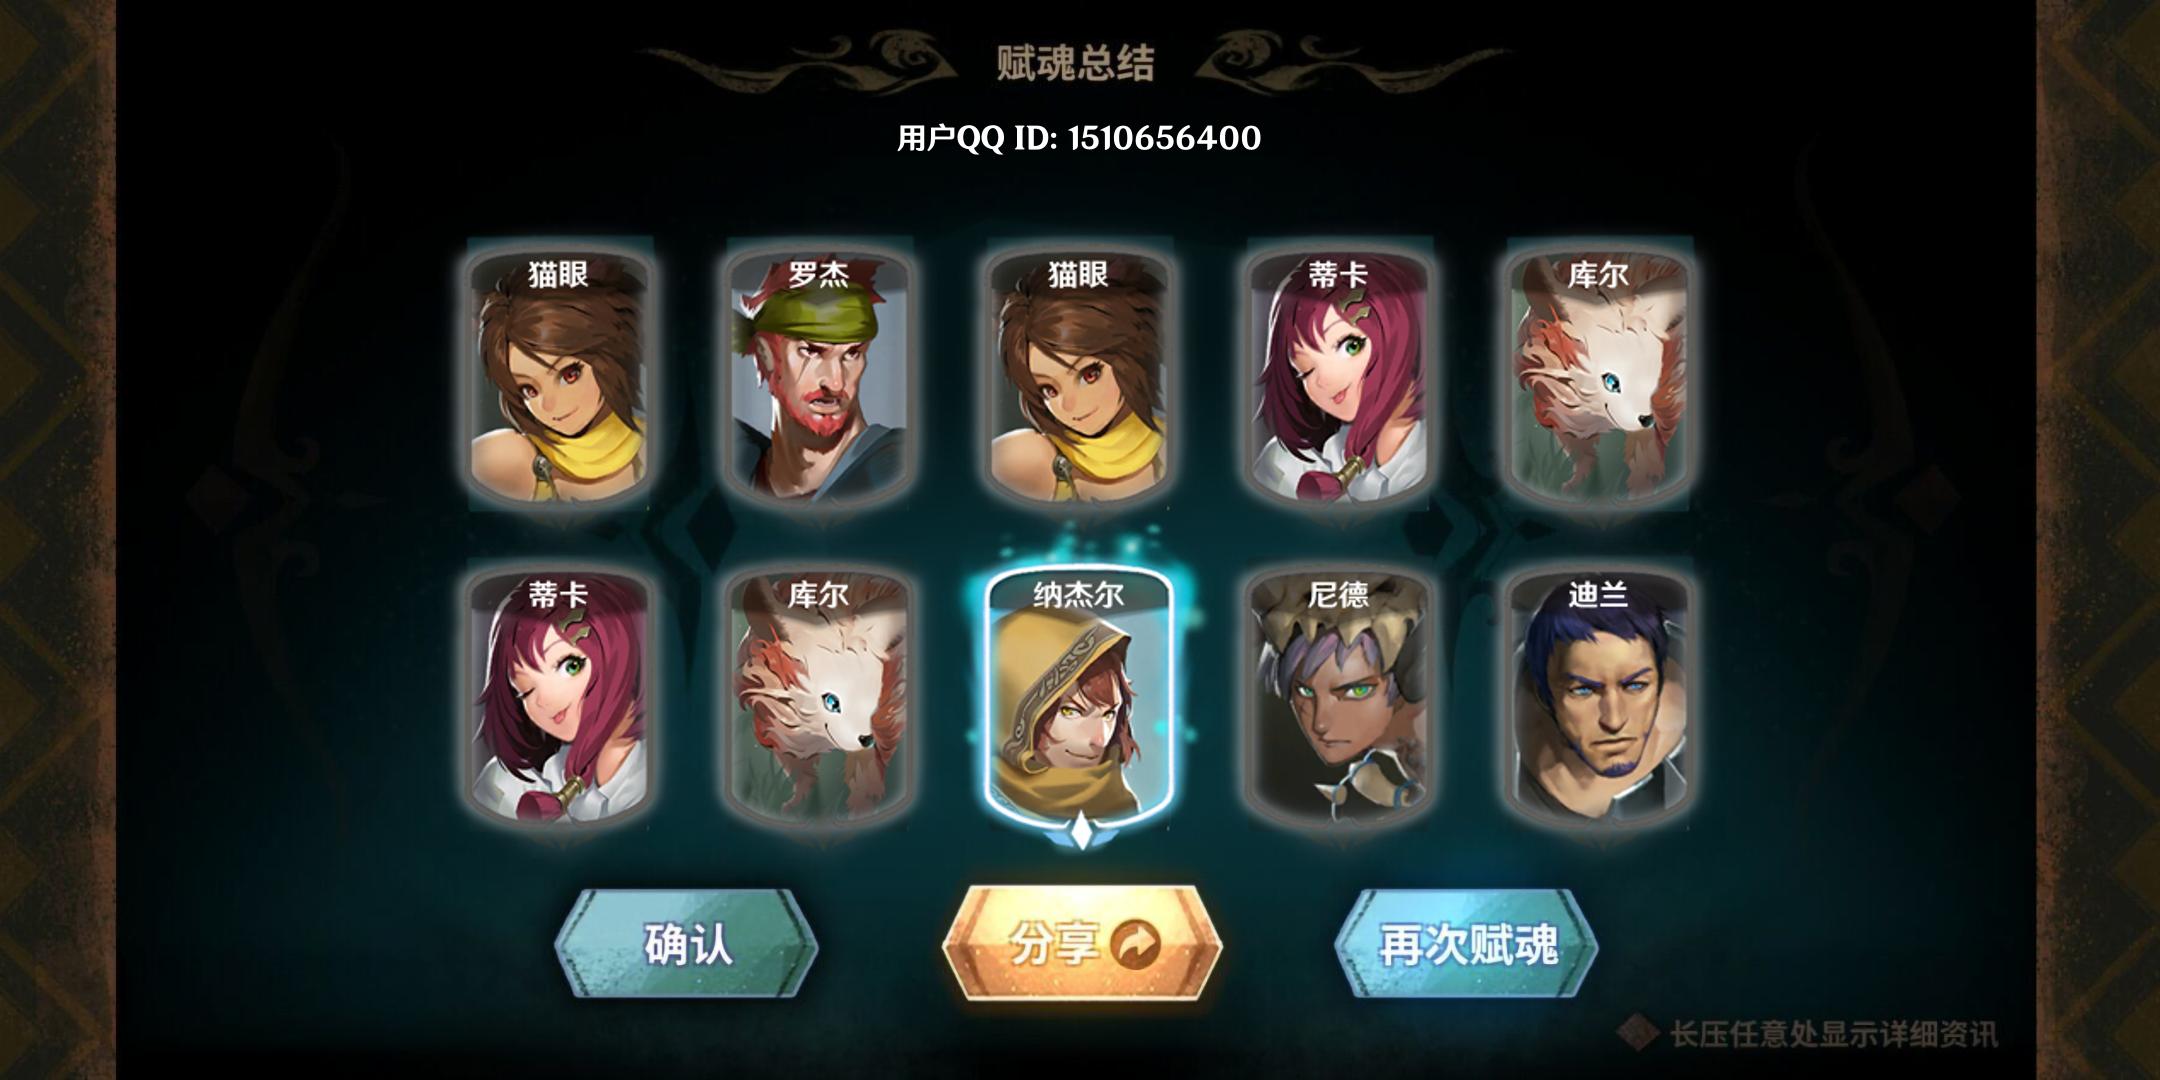 赋魂总结
用户QQ ID: 1510656400
猫眼
罗杰
猫眼
蒂卡
库尔
蒂卡
库尔
纳杰尔
尼德
迪兰
确认
分享
再次赋魂
长压任意处显示详细资讯